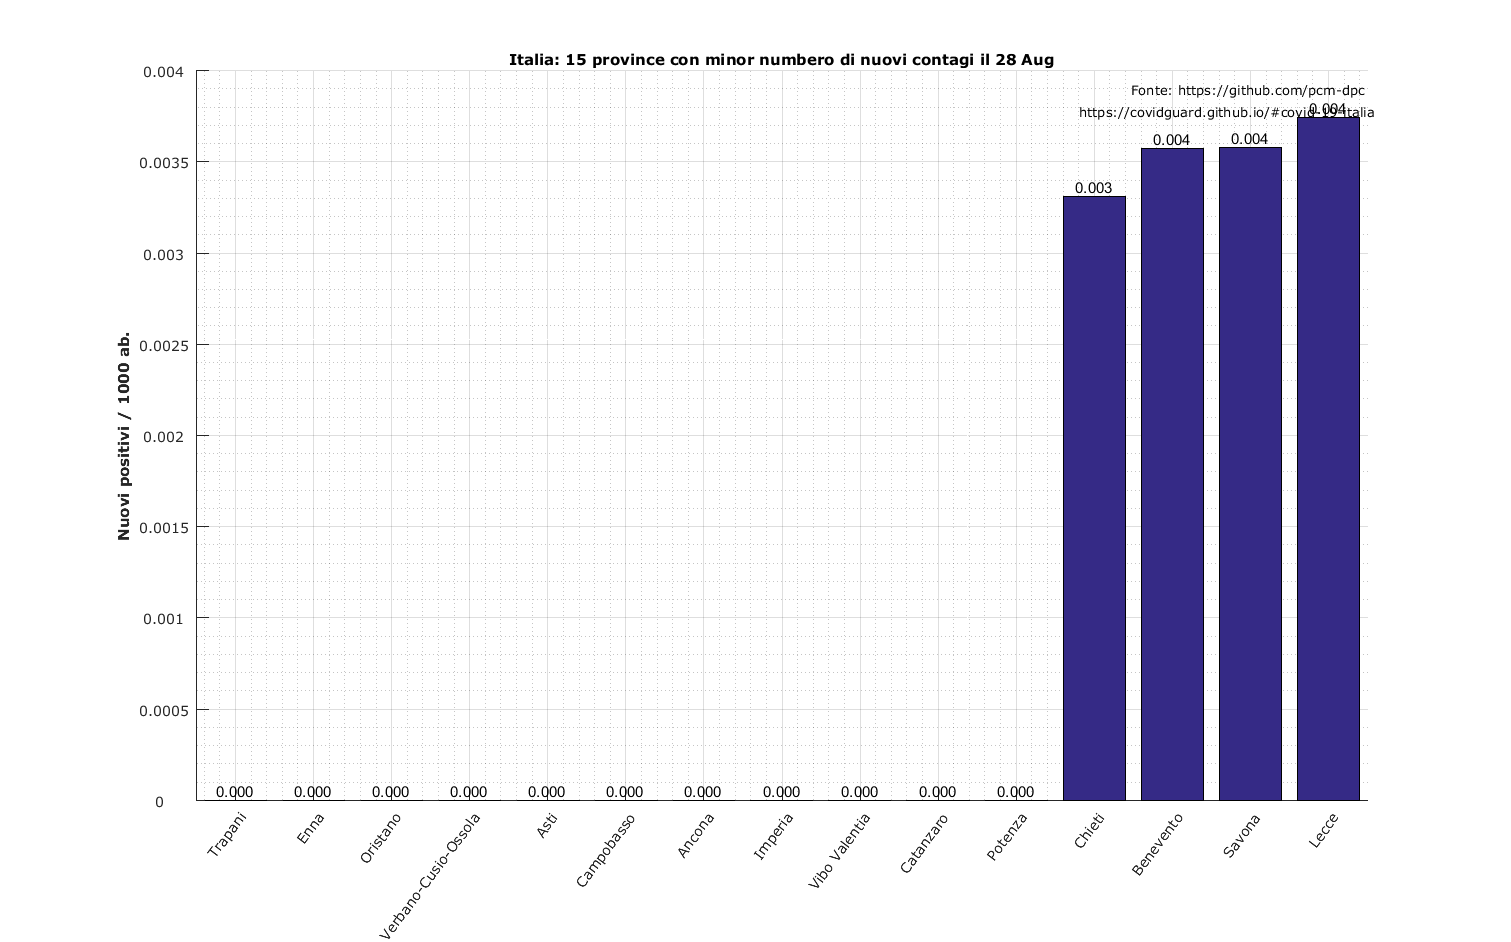 Italia: 15 province con minor numbero di nuovi contagi il 28 Aug
Fonte: https://github.com/pcm-dpc
https://covidguard.github.io/#covid-19-italia
Nuovi positivi / 1000 ab.
0.004
0.0035
0.003
0.0025
0.002
0.0015
0.001
0.0005
0
0.000
0.000
0.000
0.000
0.000
0.000
0.000
0.000
0.000
0.000
0.000
0.003
0.004
0.004
0.004
Trapani
Enna
Oristano
Verbano-Cusio-Ossola
Asti
Campobasso
Ancona
Imperia
Vibo Valentia
Catanzaro
Potenza
Chieti
Benevento
Savona
Lecce